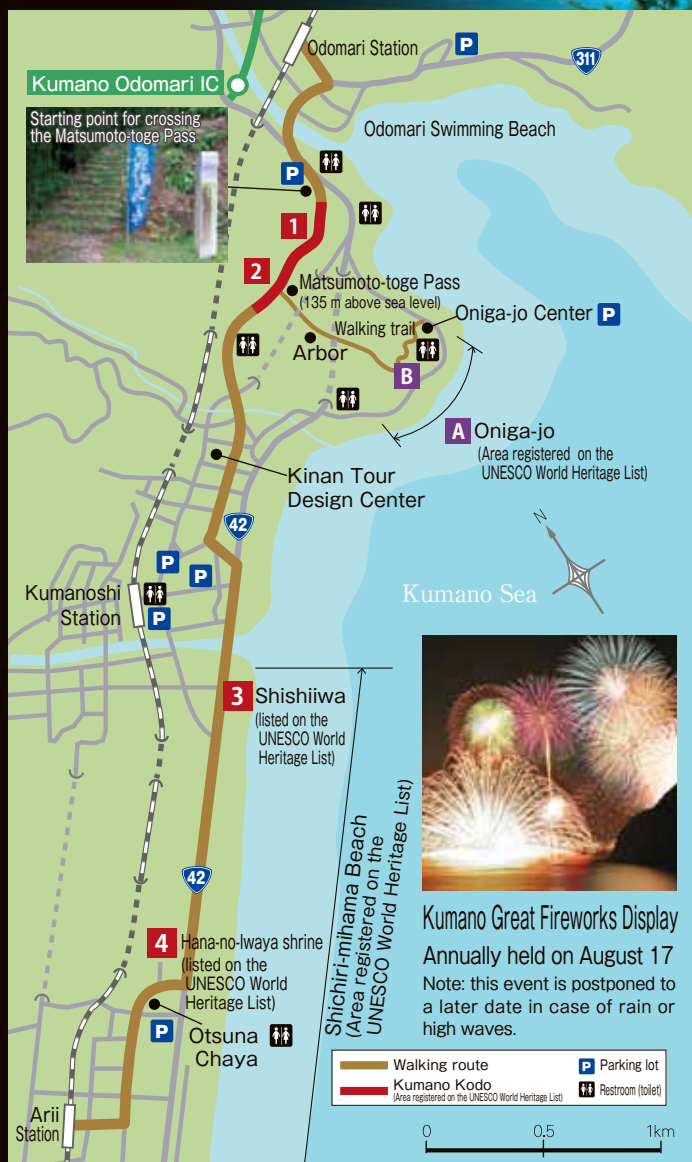 Odomari Station
P
311
Kumano Odomari IC
Starting point for crossing
the Matsumoto-toge Pass
Odomari Swimming Beach
P
1
2
Matsumoto-toge Pass
(135 m above sea level)
Walking trail
Oniga-jo Center P
Arbor
B
A Oniga-jo
(Area registered on the
UNESCO World Heritage List)
Kinan Tour
Design Center
42
N
P
P
Kumanoshi
Station
P
Kumano Sea
3 Shishiiwa
(listed on the
UNESCO World
Heritage List)
Shichiri-mihama Beach
(Area registered on the
UNESCO World Heritage List)
42
4 Hana-no-Iwaya shrine
(listed on the
UNESCO World
Heritage List)
Otsuna
Chaya
P
Arii
Station
Kumano Great Fireworks Display
Annually held on August 17
Note: this event is postponed to
a later date in case of rain or
high waves.
Walking route
P Parking lot
Kumano Kodo
(Area registered on the UNESCO World Heritage List)
Restroom (toilet)
0 0.5 1km